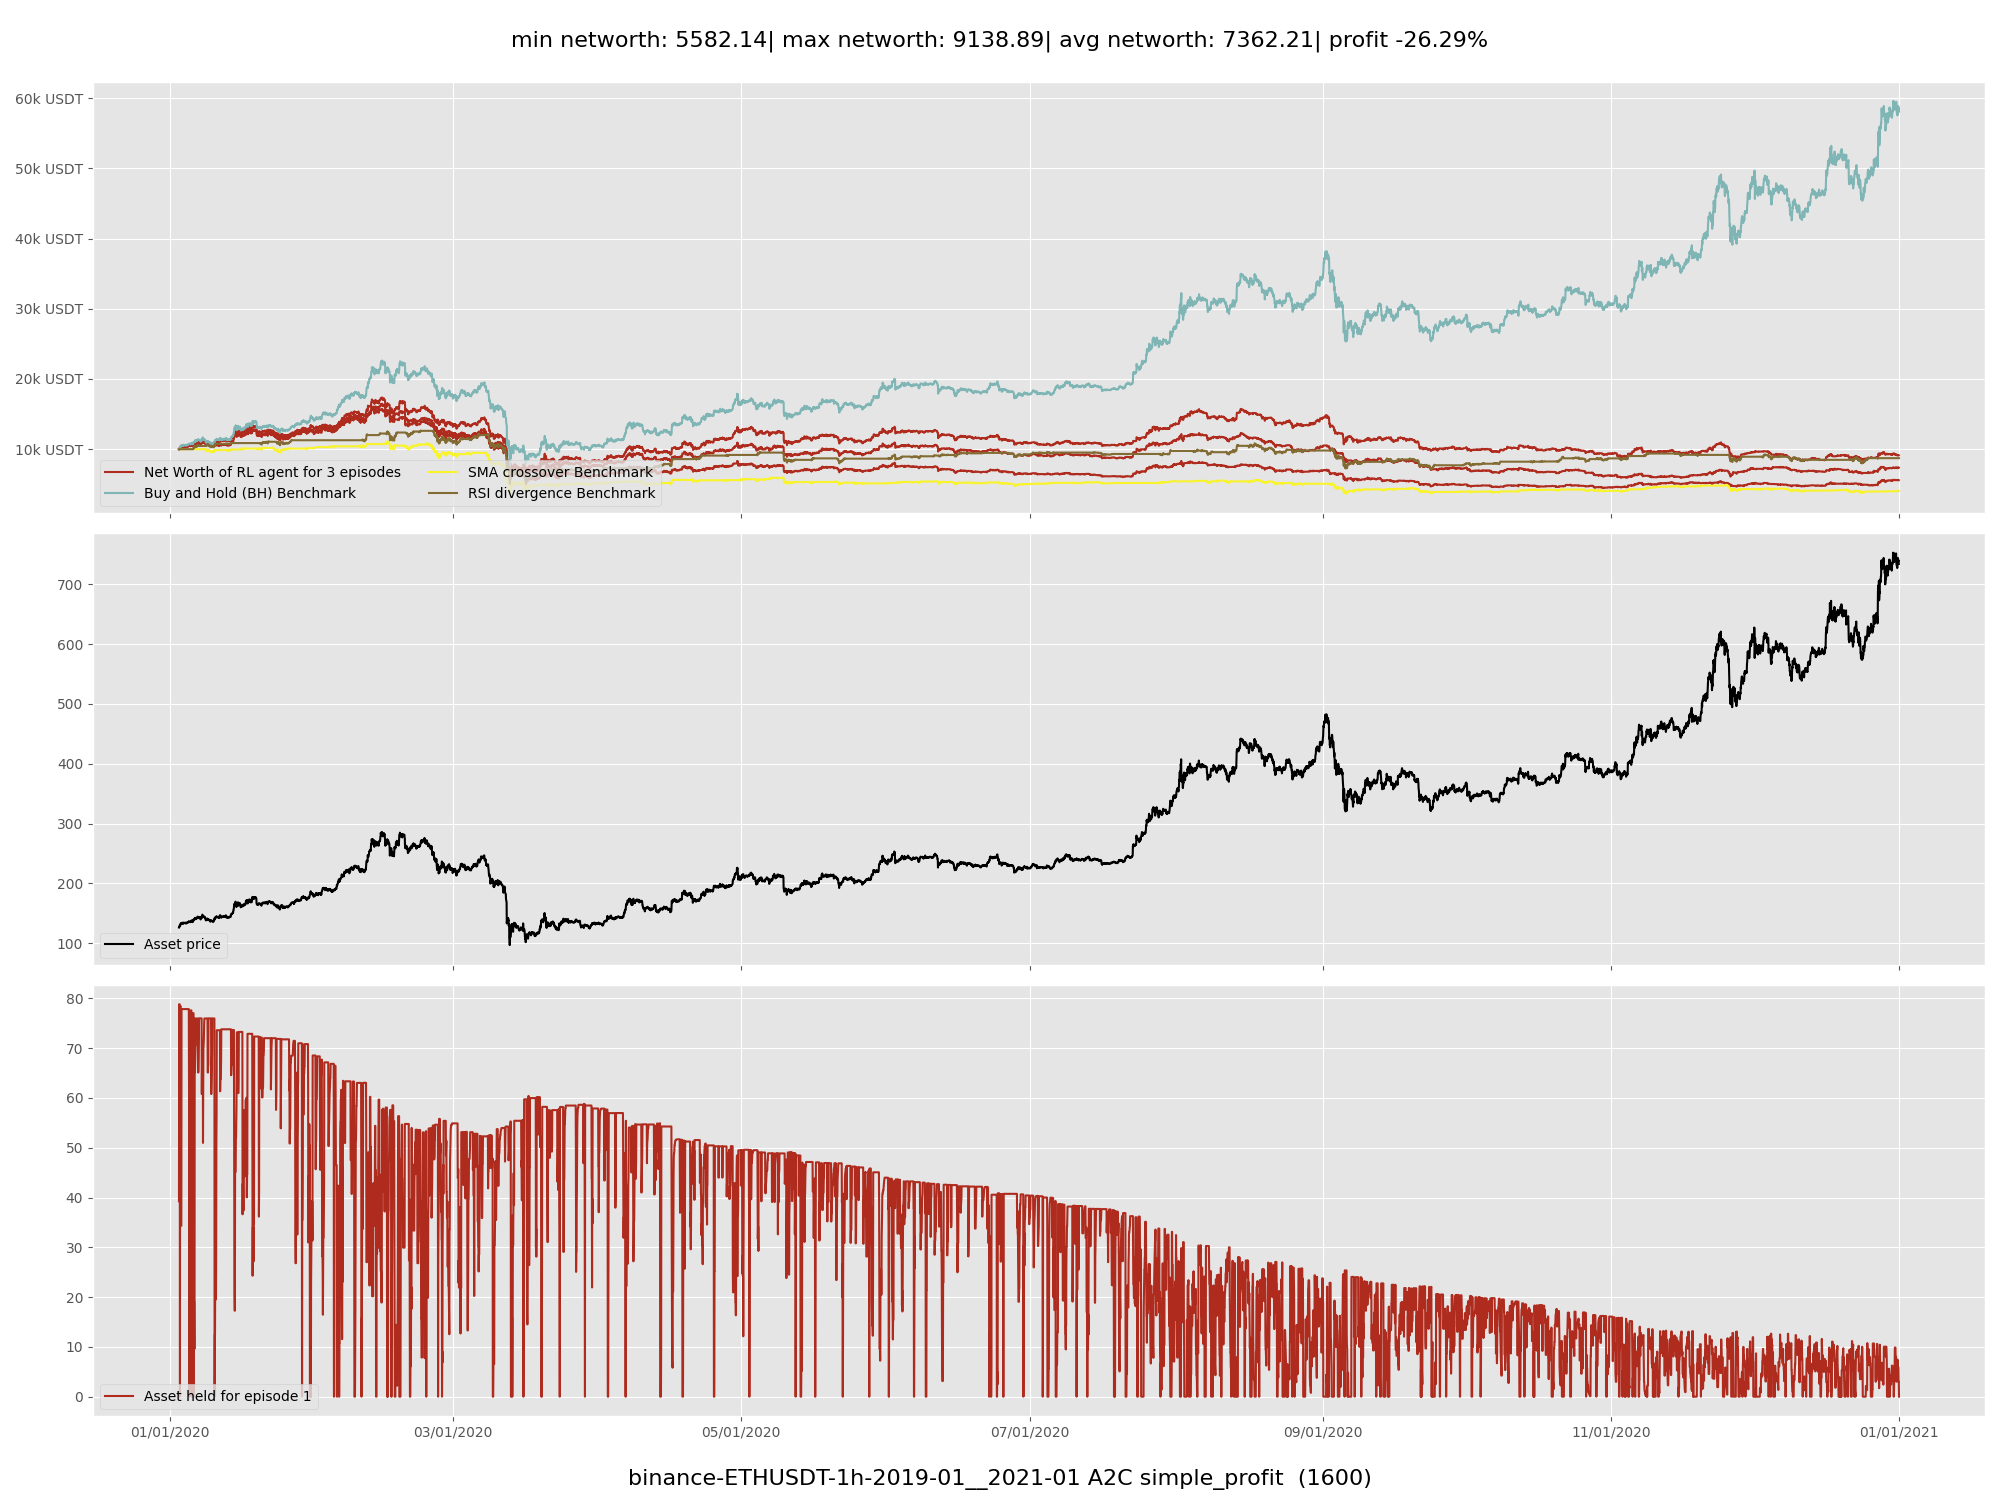 min networth: 5582.14| max networth: 9138.89| avg networth: 7362.21| profit -26.29%
60k USDT
50k USDT
40k USDT
30k USDT
20k USDT
10k USDT
Net Worth of RL agent for 3 episodes
Buy and Hold (BH) Benchmark
SMA crossover Benchmark
RSI divergence Benchmark
700
600
500
400
300
200
100
Asset price
80
70
60
50
40
30
20
10
0
Asset held for episode 1
01/01/2020 03/01/2020 05/01/2020 07/01/2020 09/01/2020 11/01/2020 01/01/2021
binance-ETHUSDT-1h-2019-01__2021-01 A2C simple_profit  (1600)